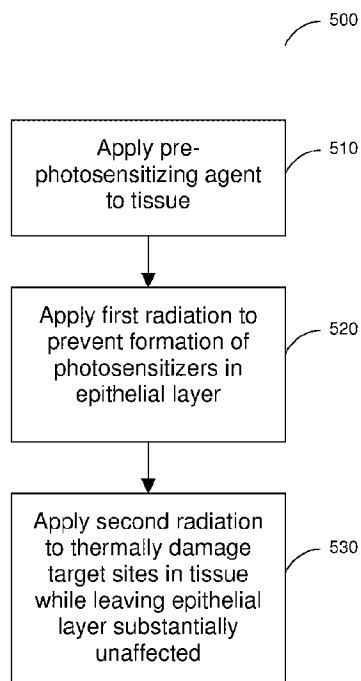 500
Apply pre-
photosensitizing agent
to tissue
510
Apply first radiation to
prevent formation of
photosensitizers in
epithelial layer
520
Apply second radiation
to thermally damage
target sites in tissue
while leaving epithelial
layer substantially
unaffected
530